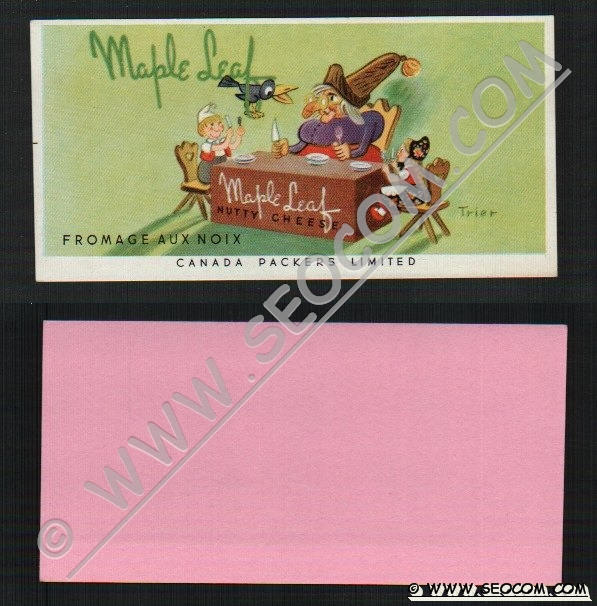 Maple Leaf
Maple Leaf
NUTTY CHEESE
Trier
FROMAGE AUX NOIX
CANADA PACKERS LIMITED
© WWW.SEOCOM.COM
© WWW.SEOCOM.COM